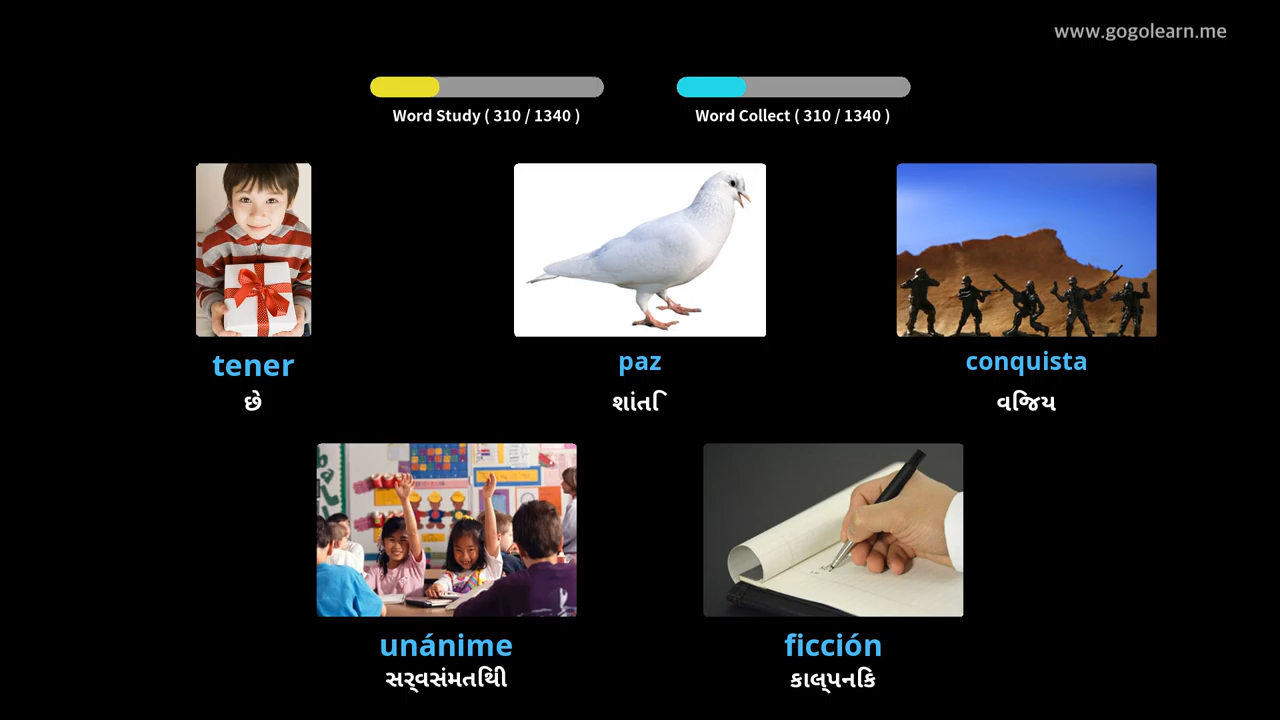 www.gogolearn.me
Word Study ( 310 / 1340 )
Word Collect ( 310 / 1340 )
tener
છે
paz
શાંતિ
conquista
વિજય
unánime
સર્વસંમતિથી
ficción
કાલ્પનિક